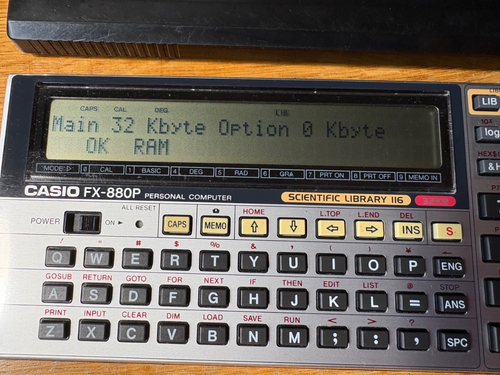 CAPS CAL DEG LIB
Main 32 Kbyte Option 0 Kbyte
OK RAM
MODE: 0 CAL 1 BASIC 4 DEG 5 RAD 6 GRA 7 PRT ON 8 PRT OFF 9 MEMO IN
LIB
CASIO FX-880P PERSONAL COMPUTER SCIENTIFIC LIBRARY 116
log
&H
ALL RESET
POWER ON CAPS MEMO HOME L.TOP L.END DEL INS S
! " # $ % & ' ( ) ¥
Q W E R T Y U I O P ENG
GOSUB RETURN GOTO FOR NEXT IF THEN EDIT LIST @ STOP
A S D F G H J K L = ANS
PRINT INPUT CLEAR DIM LOAD SAVE RUN < > ?
Z X C V B N M ; : , SPC